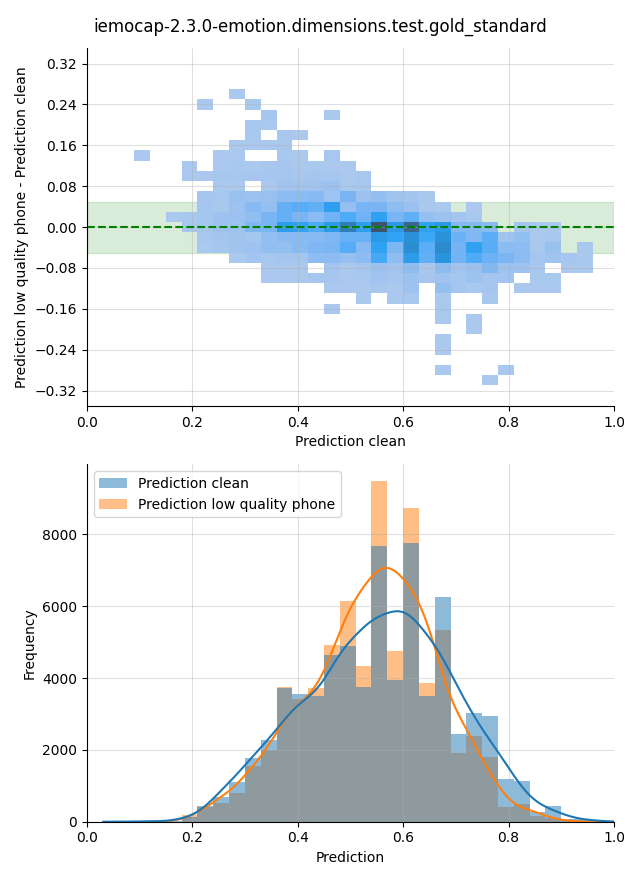 iemocap-2.3.0-emotion.dimensions.test.gold_standard
Prediction low quality phone - Prediction clean
0.32
0.24
0.16
0.08
0.00
−0.08
−0.16
−0.24
−0.32
0.0 0.2 0.4 0.6 0.8 1.0
Prediction clean
Prediction clean
Prediction low quality phone
Frequency
8000
6000
4000
2000
0
0.0 0.2 0.4 0.6 0.8 1.0
Prediction